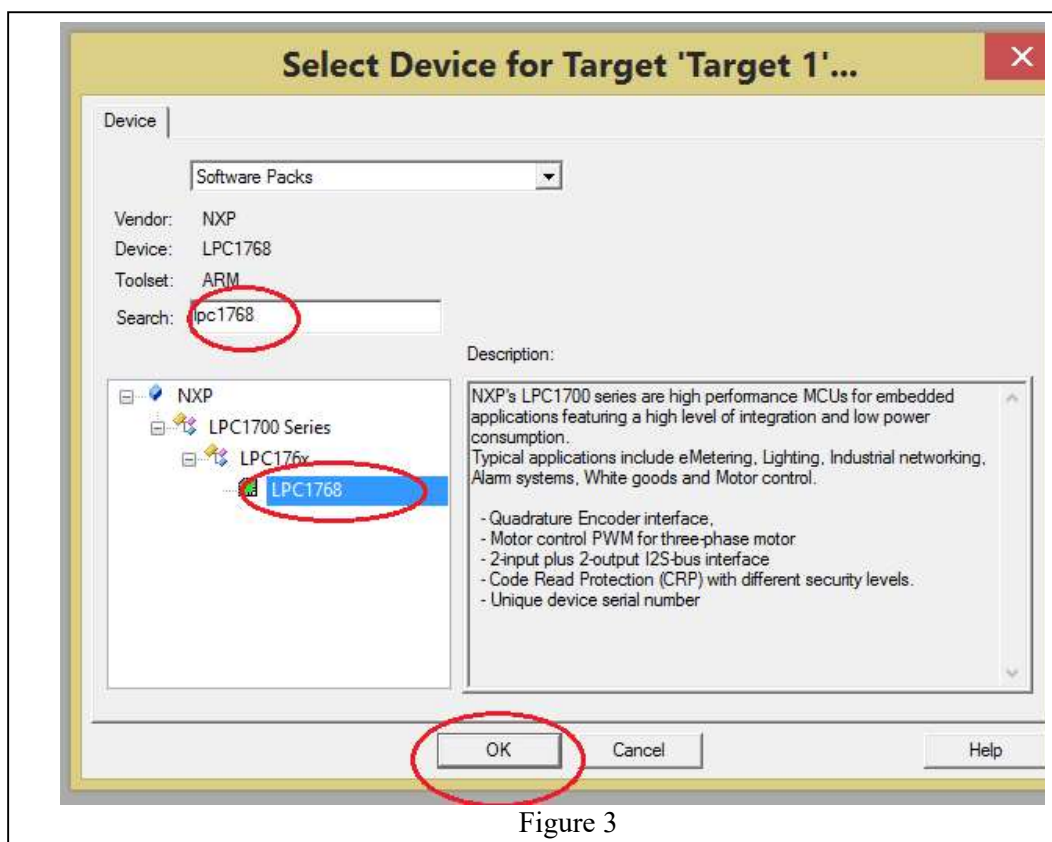 Select Device for Target 'Target 1'...
Device
Software Packs
Vendor: NXP
Device: LPC1768
Toolset: ARM
Search: lpc1768
NXP
LPC1700 Series
LPC176x
LPC1768
Description:
NXP's LPC1700 series are high performance MCUs for embedded
applications featuring a high level of integration and low power
consumption.
Typical applications include eMetering, Lighting, Industrial networking,
Alarm systems, White goods and Motor control.
- Quadrature Encoder interface,
- Motor control PWM for three-phase motor
- 2-input plus 2-output I2S-bus interface
- Code Read Protection (CRP) with different security levels.
- Unique device serial number
OK Cancel Help
Figure 3